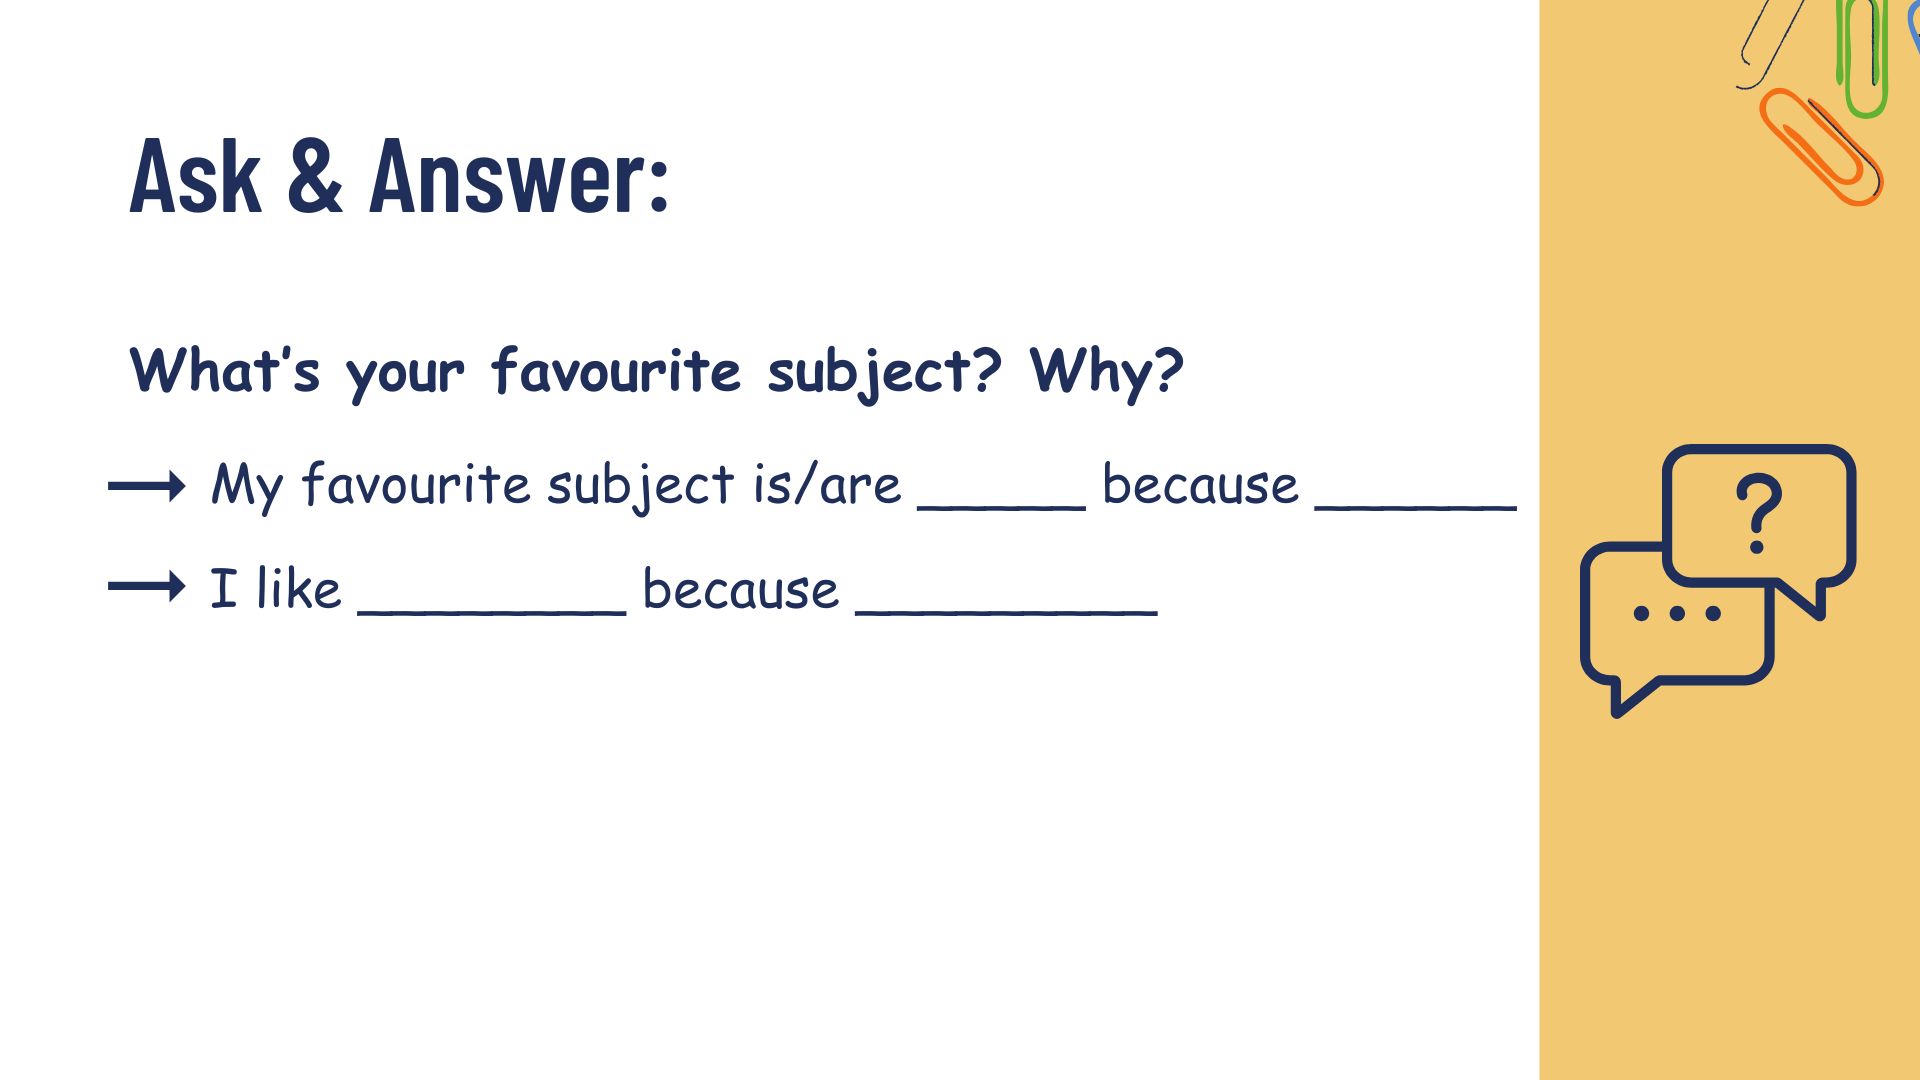 Ask & Answer:
What's your favourite subject? Why?
My favourite subject is/are _____ because ______
I like ________ because _________
?